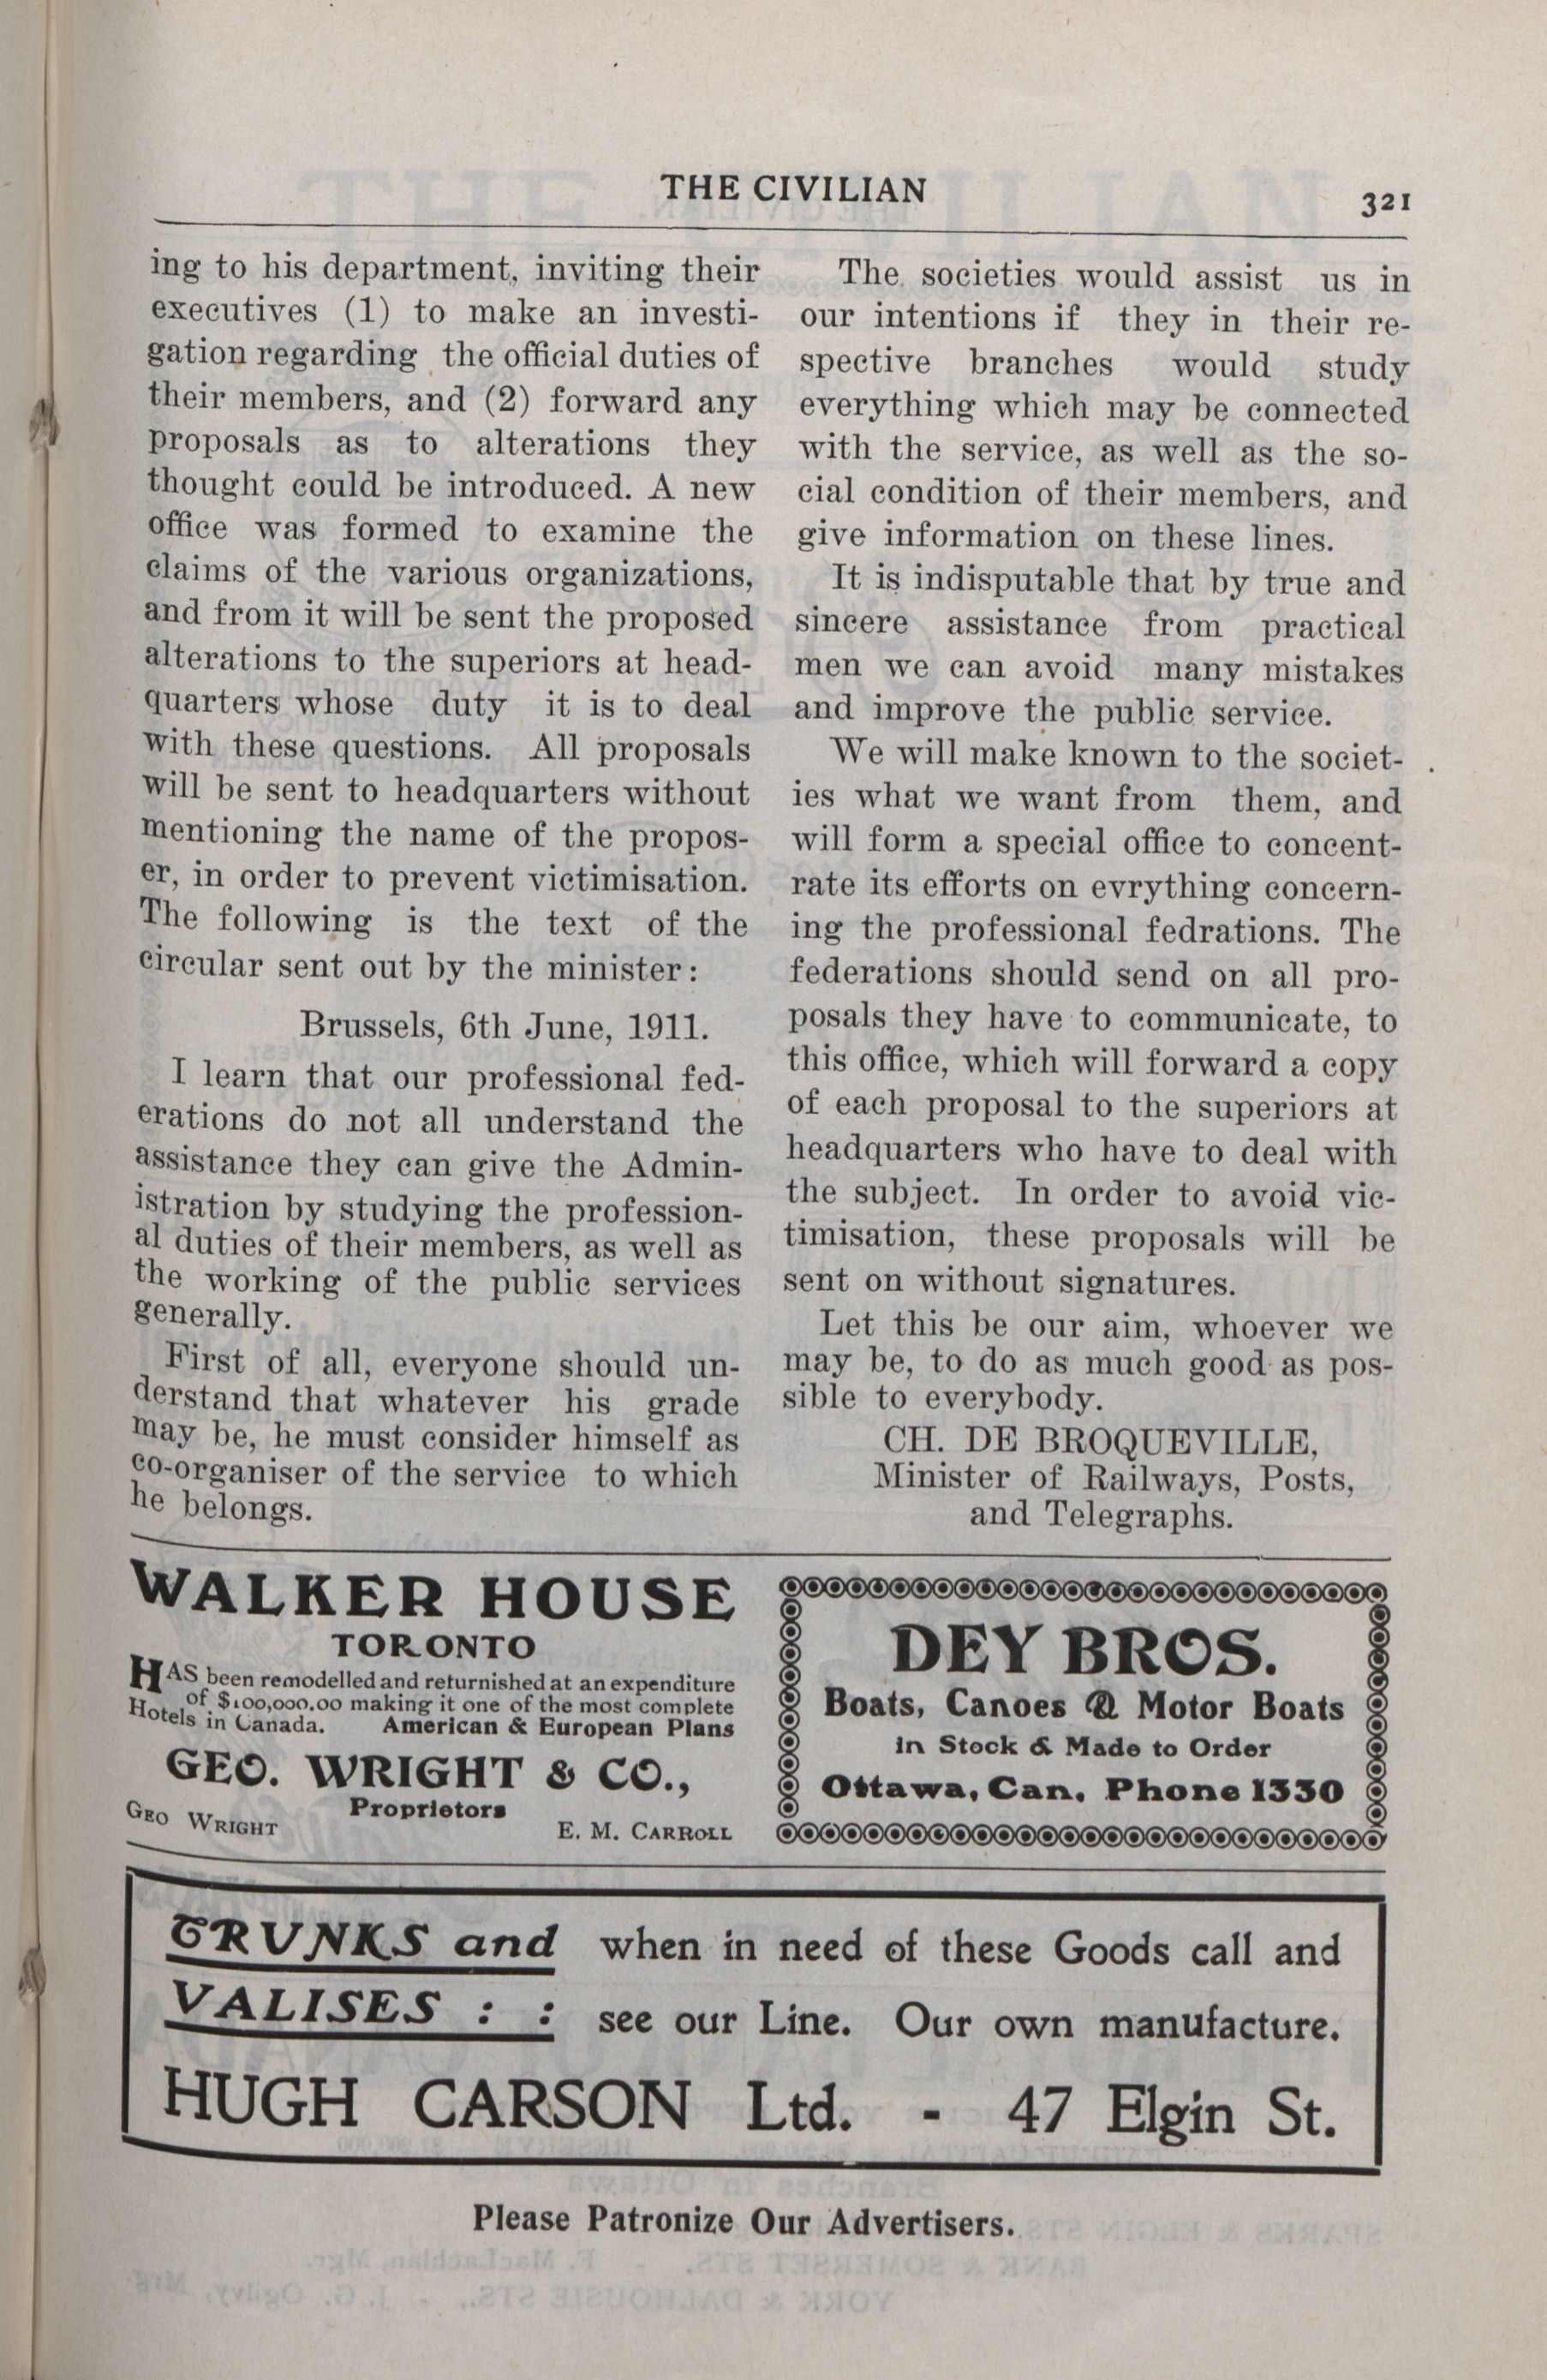 THE CIVILIAN
321
ing to his department, inviting their
executives (1) to make an investi-
gation regarding the official duties of
their members, and (2) forward any
proposals as to alterations they
thought could be introduced. A new
office was formed to examine the
claims of the various organizations,
and from it will be sent the proposed
alterations to the superiors at head-
quarters whose duty it is to deal
with these questions. All proposals
will be sent to headquarters without
mentioning the name of the propos-
er, in order to prevent victimisation.
The following is the text of the
circular sent out by the minister:
Brussels, 6th June, 1911.
I learn that our professional fed-
erations do not all understand the
assistance they can give the Admin-
istration by studying the profession-
al duties of their members, as well as
the working of the public services
generally.
First of all, everyone should un-
derstand that whatever his grade
may be, he must consider himself as
co-organiser of the service to which
he belongs.
The societies would assist us in
our intentions if they in their re-
spective branches would study
everything which may be connected
with the service, as well as the so-
cial condition of their members, and
give information on these lines.
It is indisputable that by true and
sincere assistance from practical
men we can avoid many mistakes
and improve the public service.
We will make known to the societ-
ies what we want from them, and
will form a special office to concent-
rate its efforts on evrything concern-
ing the professional fedrations. The
federations should send on all pro-
posals they have to communicate, to
this office, which will forward a copy
of each proposal to the superiors at
headquarters who have to deal with
the subject. In order to avoid vic-
timisation, these proposals will be
sent on without signatures.
Let this be our aim, whoever we
may be, to do as much good as pos-
sible to everybody.
CH. DE BROQUEVILLE,
Minister of Railways, Posts,
and Telegraphs.
WALKER HOUSE
TORONTO
HAS been remodelled and returnished at an expenditure
of $100,000.00 making it one of the most complete
Hotels in Canada. American & European Plans
GEO. WRIGHT & CO.,
Proprietors
GEO WRIGHT E. M. CARROLL
DEY BROS.
Boats, Canoes & Motor Boats
in Stock & Made to Order
Ottawa, Can. Phone 1330
TRUNKS and when in need of these Goods call and
VALISES : : see our Line. Our own manufacture.
HUGH CARSON Ltd. - 47 Elgin St.
Please Patronize Our Advertisers.